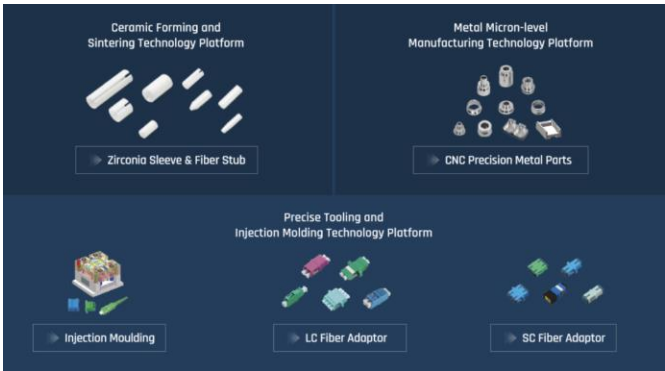 Ceramic Forming and
Sintering Technology Platform
Zirconia Sleeve & Fiber Stub
Metal Micron-level
Manufacturing Technology Platform
CNC Precision Metal Parts
Precise Tooling and
Injection Molding Technology Platform
Injection Moulding
LC Fiber Adaptor
SC Fiber Adaptor